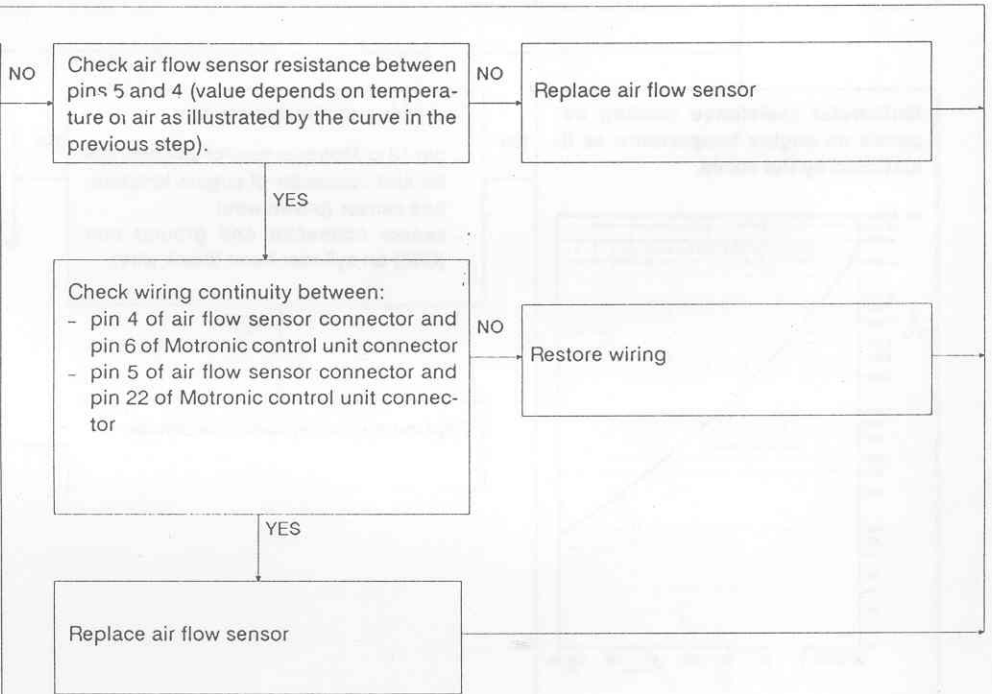 NO
Check air flow sensor resistance between
pins 5 and 4 (value depends on tempera-
ture of air as illustrated by the curve in the
previous step).
NO
Replace air flow sensor
YES
Check wiring continuity between:
– pin 4 of air flow sensor connector and
pin 6 of Motronic control unit connector
– pin 5 of air flow sensor connector and
pin 22 of Motronic control unit connec-
tor
NO
Restore wiring
YES
Replace air flow sensor